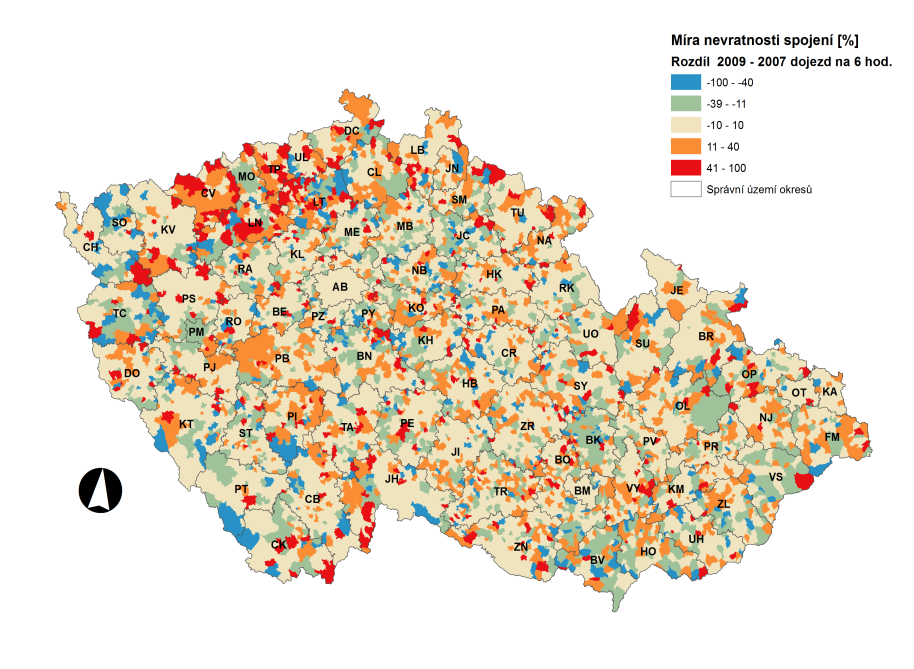 Míra nevratnosti spojení [%]
Rozdíl 2009 - 2007 dojezd na 6 hod.
-100 - -40
-39 - -11
-10 - 10
11 - 40
41 - 100
Správní území okresů
DC
UL
LB
TP
MO
CL
JN
CV
LT
SM
SO
LN
TU
KV
ME
MB
JC
NA
CH
KL
RA
NB
HK
AB
RK
JE
PS
BE
PZ
PY
KO
PA
TC
RO
PM
KH
UO
SU
BR
PJ
PB
BN
CR
DO
HB
SY
OP
OT
KA
OL
PI
KT
ST
TA
PE
ZR
NJ
BK
PV
PR
FM
JI
BO
JH
VS
PT
CB
TR
BM
VY
KM
ZL
CK
ZN
BV
HO
UH